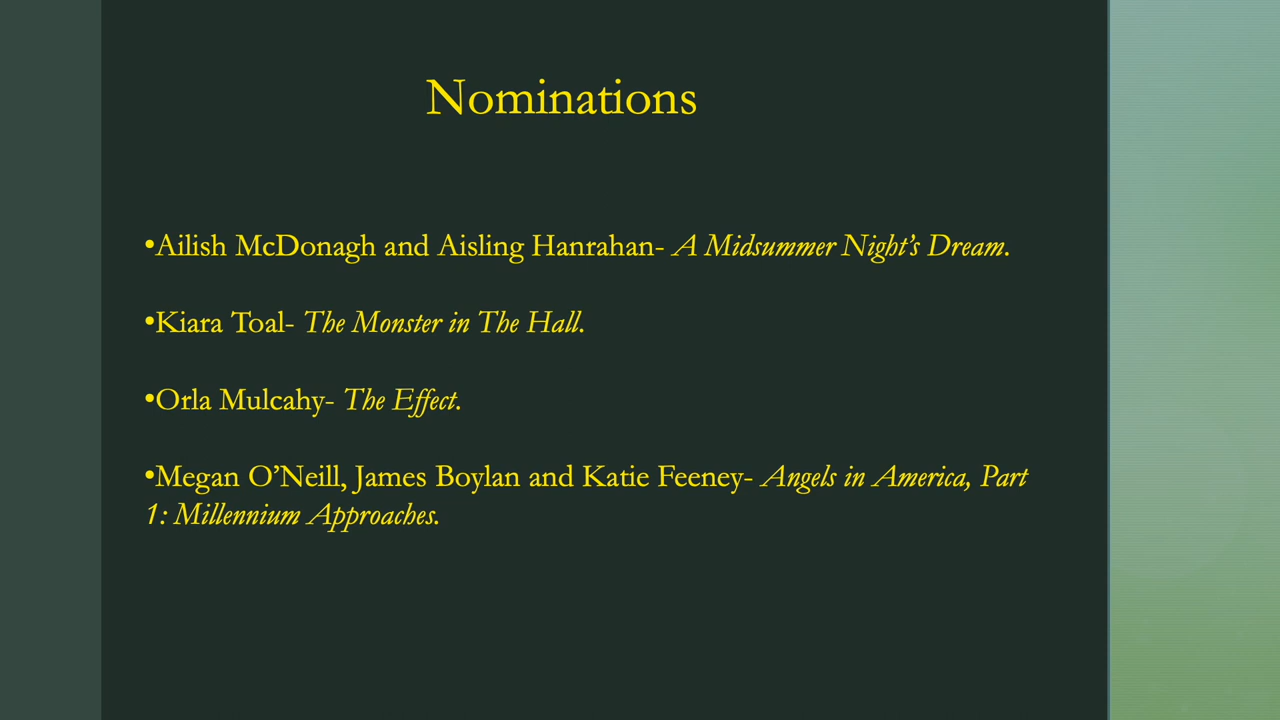 Nominations
•Ailish McDonagh and Aisling Hanrahan- A Midsummer Night’s Dream.
•Kiara Toal- The Monster in The Hall.
•Orla Mulcahy- The Effect.
•Megan O’Neill, James Boylan and Katie Feeney- Angels in America, Part
1: Millennium Approaches.